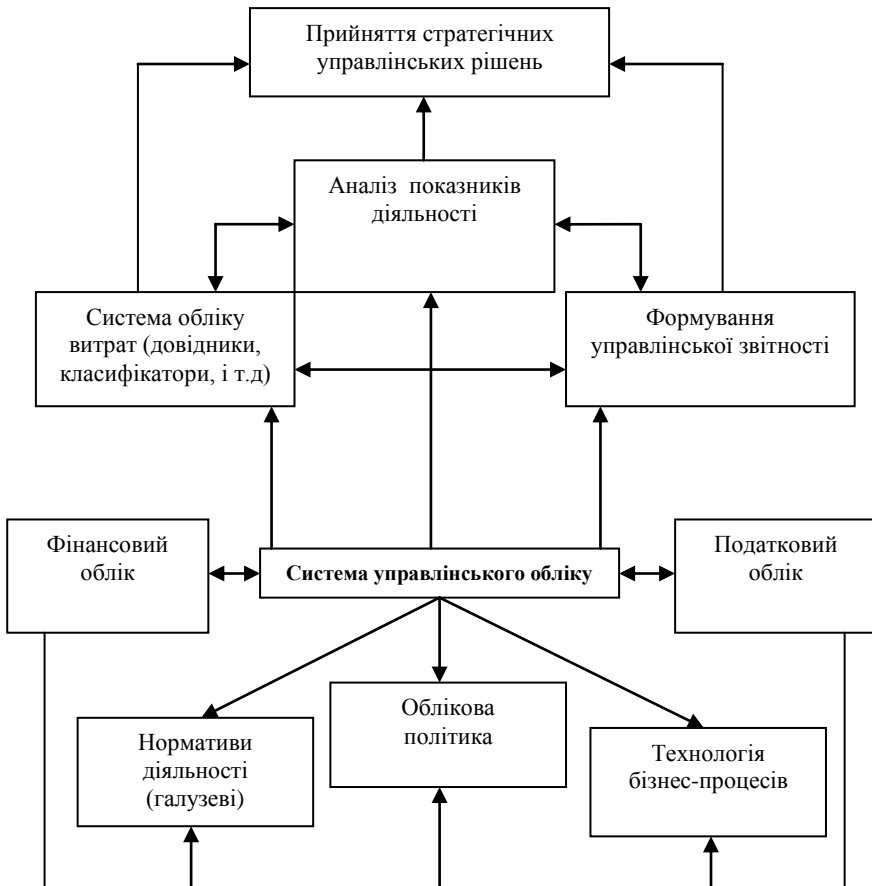 Прийняття стратегічних
управлінських рішень
Аналіз показників
діяльності
Система обліку
витрат (довідники,
класифікатори, і т.д)
Формування
управлінської звітності
Фінансовий
облік
Система управлінського обліку
Податковий
облік
Нормативи
діяльності
(галузеві)
Облікова
політика
Технологія
бізнес-процесів